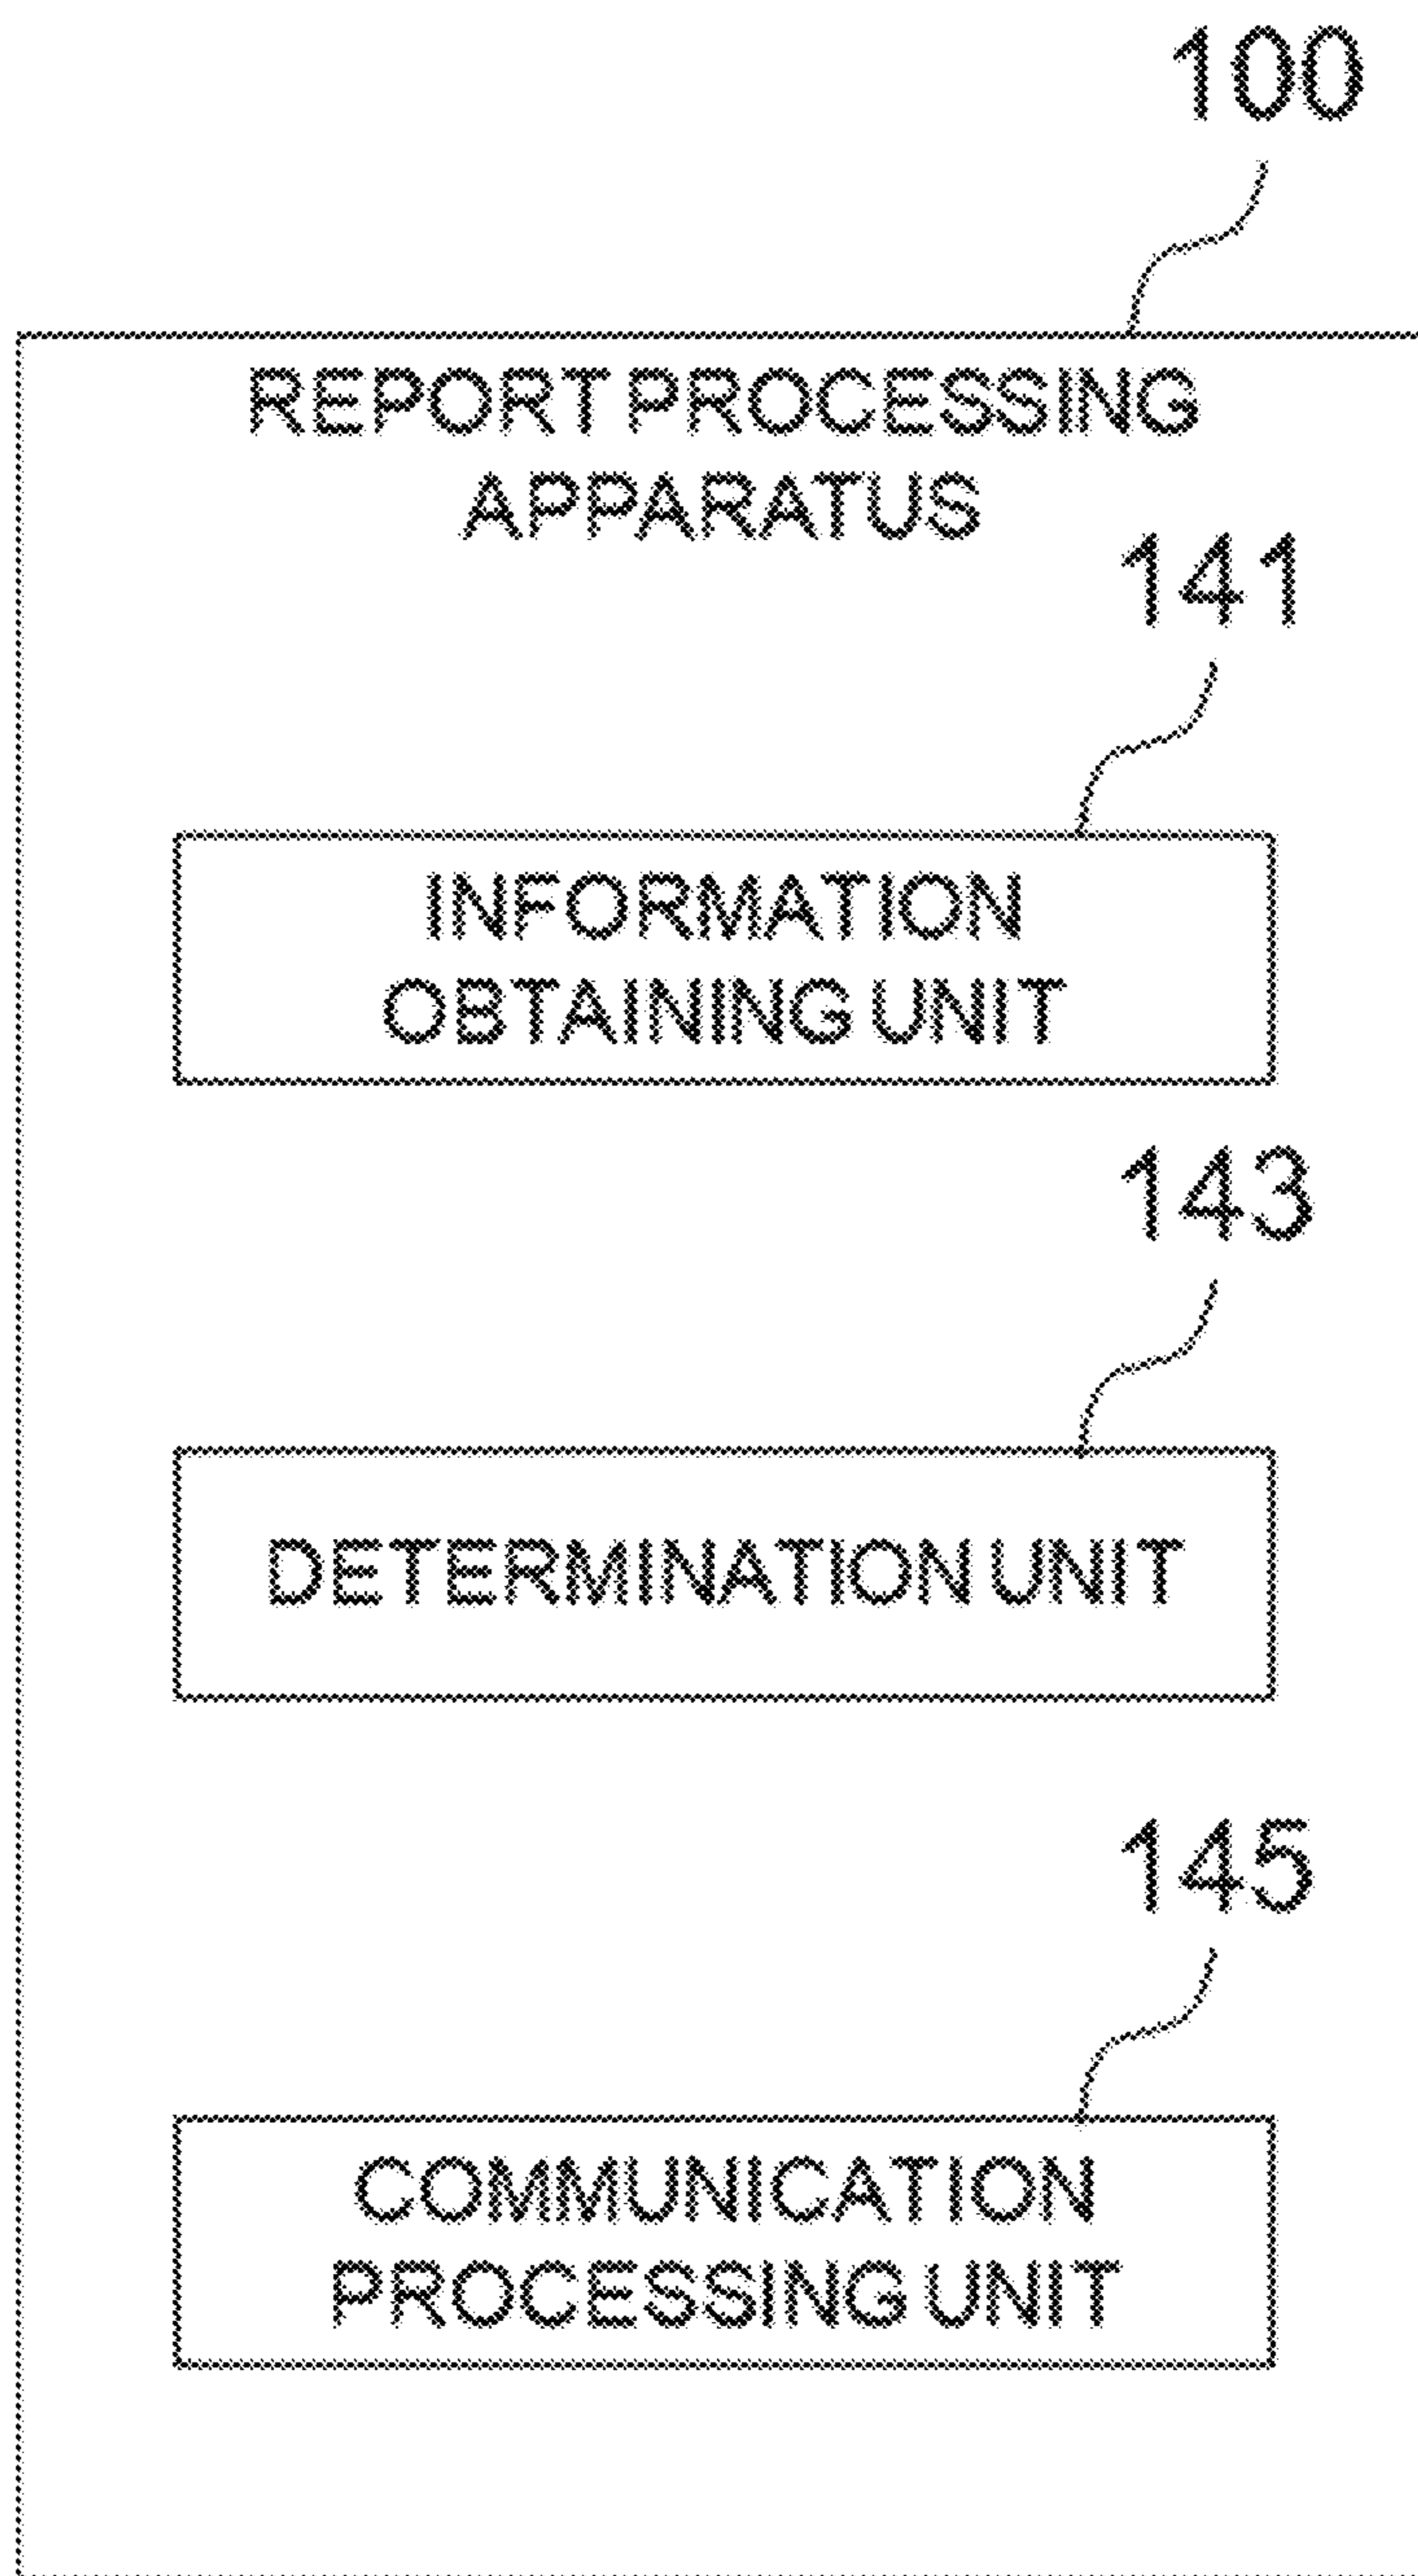 100
REPORT PROCESSING
APPARATUS
141
INFORMATION
OBTAINING UNIT
143
DETERMINATION UNIT
145
COMMUNICATION
PROCESSING UNIT